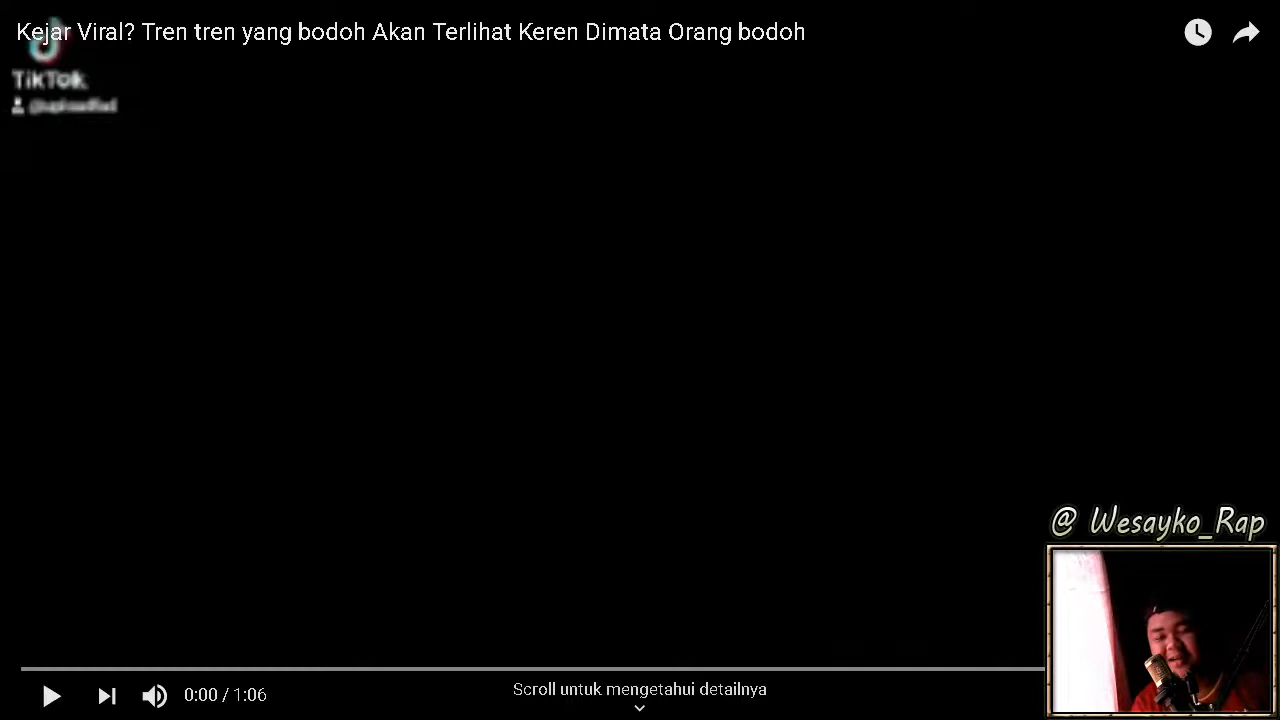 Kejar Viral? Tren tren yang bodoh Akan Terlihat Keren Dimata Orang bodoh
TikTok
@ Wesayko_Rap
0:00 / 1:06
Scroll untuk mengetahui detailnya